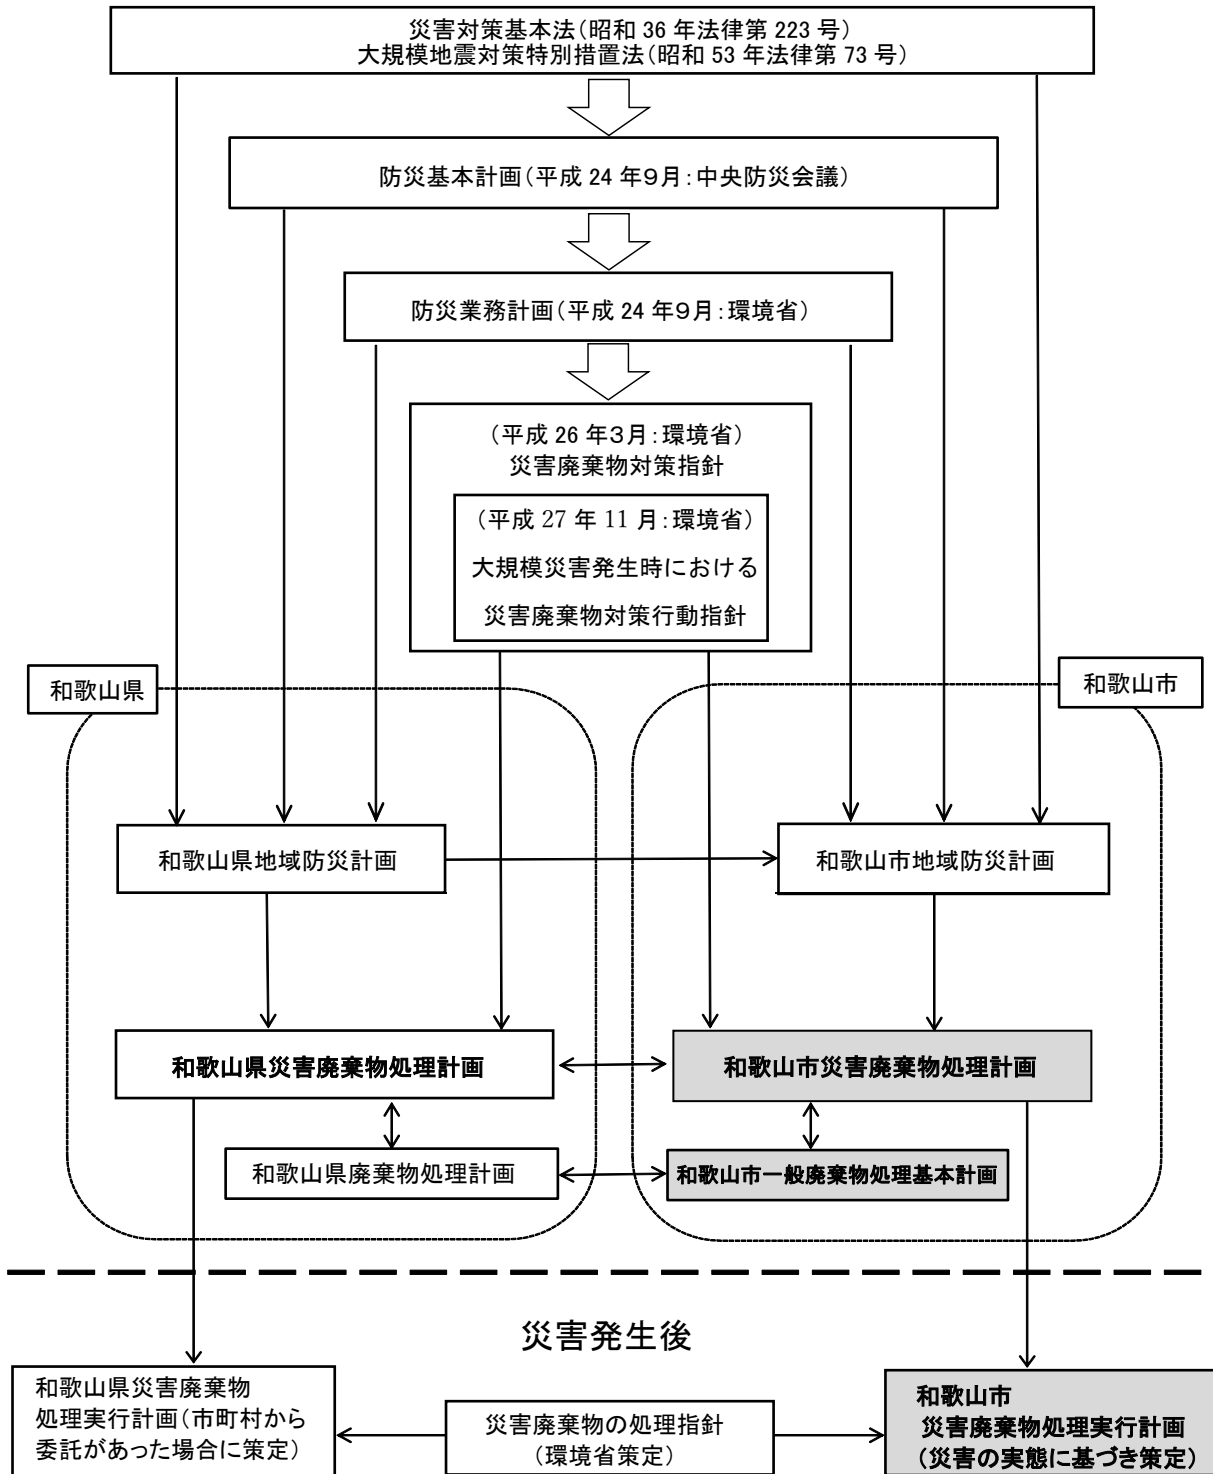 災害対策基本法（昭和 36 年法律第 223 号）
大規模地震対策特別措置法（昭和 53 年法律第 73 号）
防災基本計画（平成 24 年９月：中央防災会議）
防災業務計画（平成 24 年９月：環境省）
（平成 26 年３月：環境省）
災害廃棄物対策指針
（平成 27 年 11 月：環境省）
大規模災害発生時における
災害廃棄物対策行動指針
和歌山県
和歌山市
和歌山県地域防災計画
和歌山市地域防災計画
和歌山県災害廃棄物処理計画
和歌山市災害廃棄物処理計画
和歌山県廃棄物処理計画
和歌山市一般廃棄物処理基本計画
災害発生後
和歌山県災害廃棄物
処理実行計画（市町村から
委託があった場合に策定）
災害廃棄物の処理指針
（環境省策定）
和歌山市
災害廃棄物処理実行計画
（災害の実態に基づき策定）